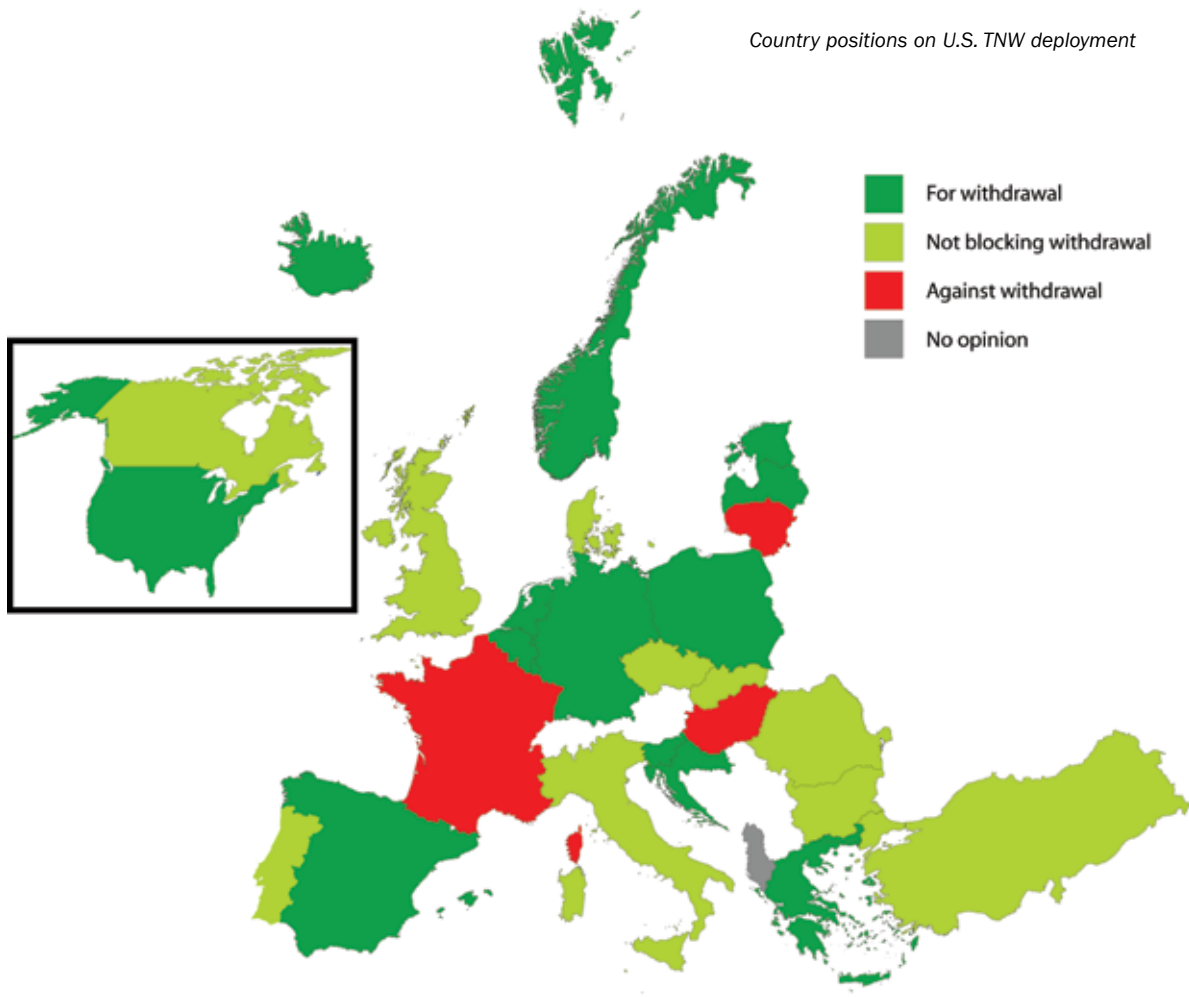 Country positions on U.S. TNW deployment
For withdrawal
Not blocking withdrawal
Against withdrawal
No opinion